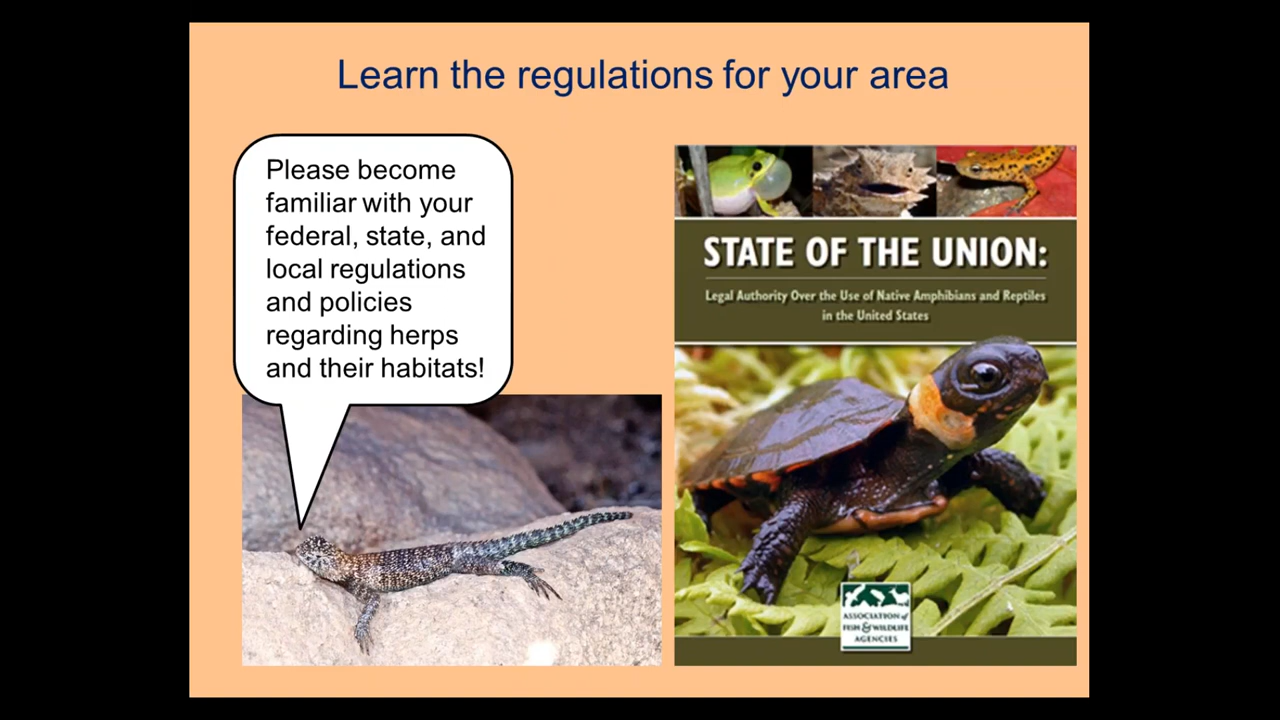 Learn the regulations for your area
Please become
familiar with your
federal, state, and
local regulations
and policies
regarding herps
and their habitats!
STATE OF THE UNION:
Legal Authority Over the Use of Native Amphibians and Reptiles
in the United States
ASSOCIATION of
FISH & WILDLIFE
AGENCIES